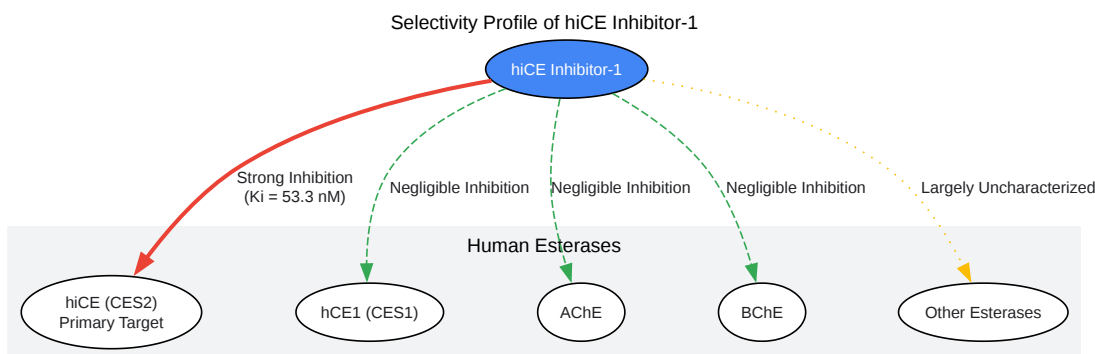 Selectivity Profile of hiCE Inhibitor-1
hiCE Inhibitor-1
Strong Inhibition
(Ki = 53.3 nM)
Negligible Inhibition
Negligible Inhibition
Negligible Inhibition
Largely Uncharacterized
Human Esterases
hiCE (CES2)
Primary Target
hCE1 (CES1)
AChE
BChE
Other Esterases